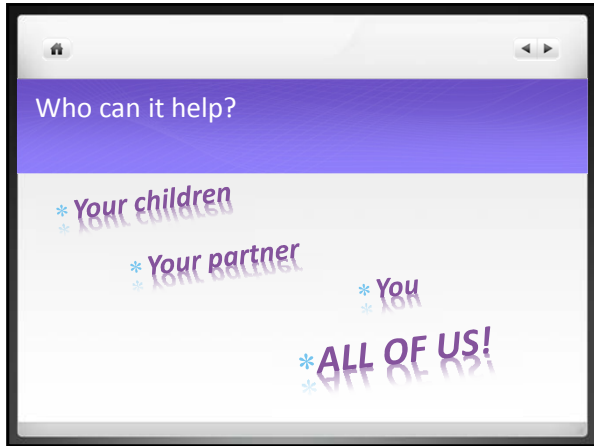 Who can it help?
* Your children
* Your partner
* You
* ALL OF US!